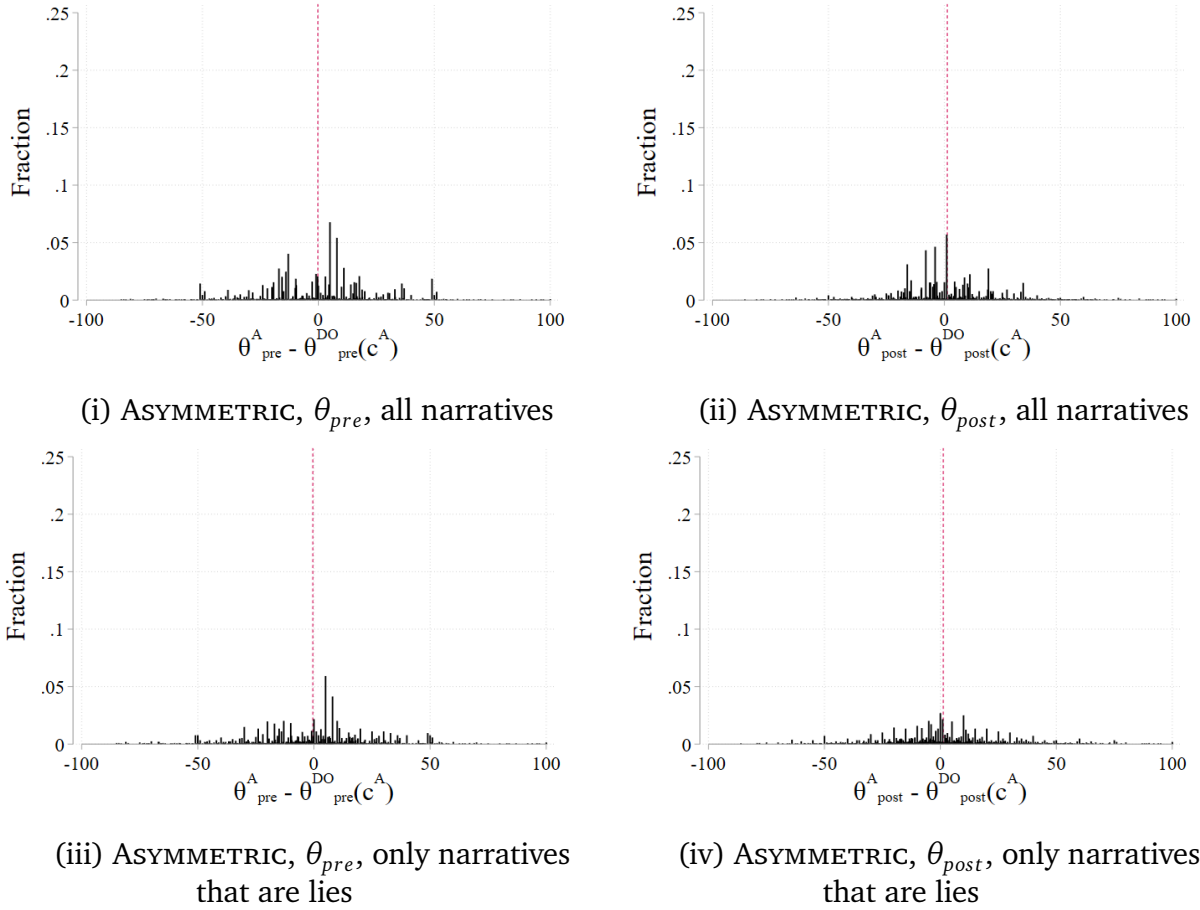 .25
.2
.15
.1
.05
0
Fraction
-100 -50 0 50 100
θ^A_pre - θ^DO_pre(c^A)
(i) ASYMMETRIC, θ_pre, all narratives
.25
.2
.15
.1
.05
0
Fraction
-100 -50 0 50 100
θ^A_post - θ^DO_post(c^A)
(ii) ASYMMETRIC, θ_post, all narratives
.25
.2
.15
.1
.05
0
Fraction
-100 -50 0 50 100
θ^A_pre - θ^DO_pre(c^A)
(iii) ASYMMETRIC, θ_pre, only narratives
that are lies
.25
.2
.15
.1
.05
0
Fraction
-100 -50 0 50 100
θ^A_post - θ^DO_post(c^A)
(iv) ASYMMETRIC, θ_post, only narratives
that are lies